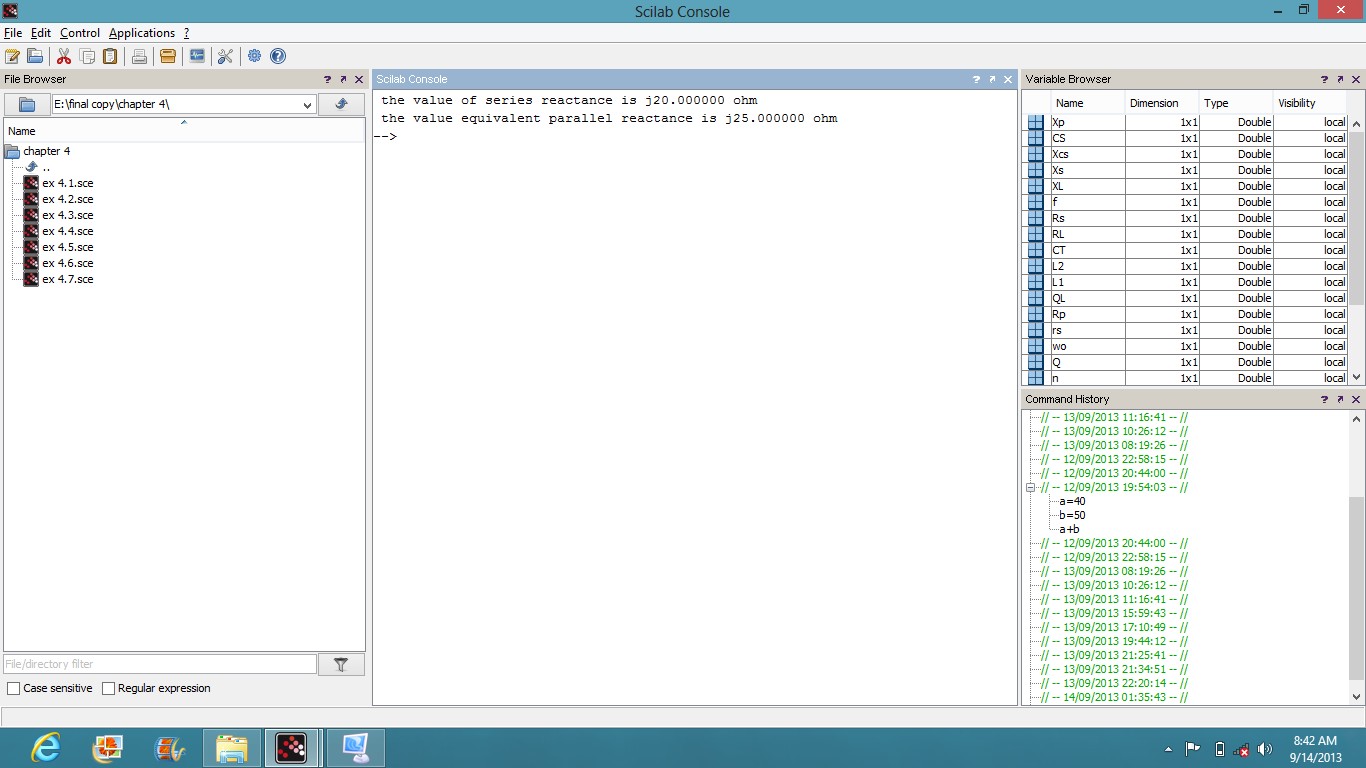 Scilab Console
File Edit Control Applications ?
File Browser
E:\final copy\chapter 4\
Name
chapter 4
..
ex 4.1.sce
ex 4.2.sce
ex 4.3.sce
ex 4.4.sce
ex 4.5.sce
ex 4.6.sce
ex 4.7.sce
File/directory filter
Case sensitive Regular expression
Scilab Console
the value of series reactance is j20.000000 ohm
the value equivalent parallel reactance is j25.000000 ohm
-->
Variable Browser
Name Dimension Type Visibility
Xp 1x1 Double local
CS 1x1 Double local
Xcs 1x1 Double local
Xs 1x1 Double local
XL 1x1 Double local
f 1x1 Double local
Rs 1x1 Double local
RL 1x1 Double local
CT 1x1 Double local
L2 1x1 Double local
L1 1x1 Double local
QL 1x1 Double local
Rp 1x1 Double local
rs 1x1 Double local
wo 1x1 Double local
Q 1x1 Double local
n 1x1 Double local
Command History
// -- 13/09/2013 11:16:41 -- //
// -- 13/09/2013 10:26:12 -- //
// -- 13/09/2013 08:19:26 -- //
// -- 12/09/2013 22:58:15 -- //
// -- 12/09/2013 20:44:00 -- //
// -- 12/09/2013 19:54:03 -- //
a=40
b=50
a+b
// -- 12/09/2013 20:44:00 -- //
// -- 12/09/2013 22:58:15 -- //
// -- 13/09/2013 08:19:26 -- //
// -- 13/09/2013 10:26:12 -- //
// -- 13/09/2013 11:16:41 -- //
// -- 13/09/2013 15:59:43 -- //
// -- 13/09/2013 17:10:49 -- //
// -- 13/09/2013 19:44:12 -- //
// -- 13/09/2013 21:25:41 -- //
// -- 13/09/2013 21:34:51 -- //
// -- 13/09/2013 22:20:14 -- //
// -- 14/09/2013 01:35:43 -- //
8:42 AM
9/14/2013